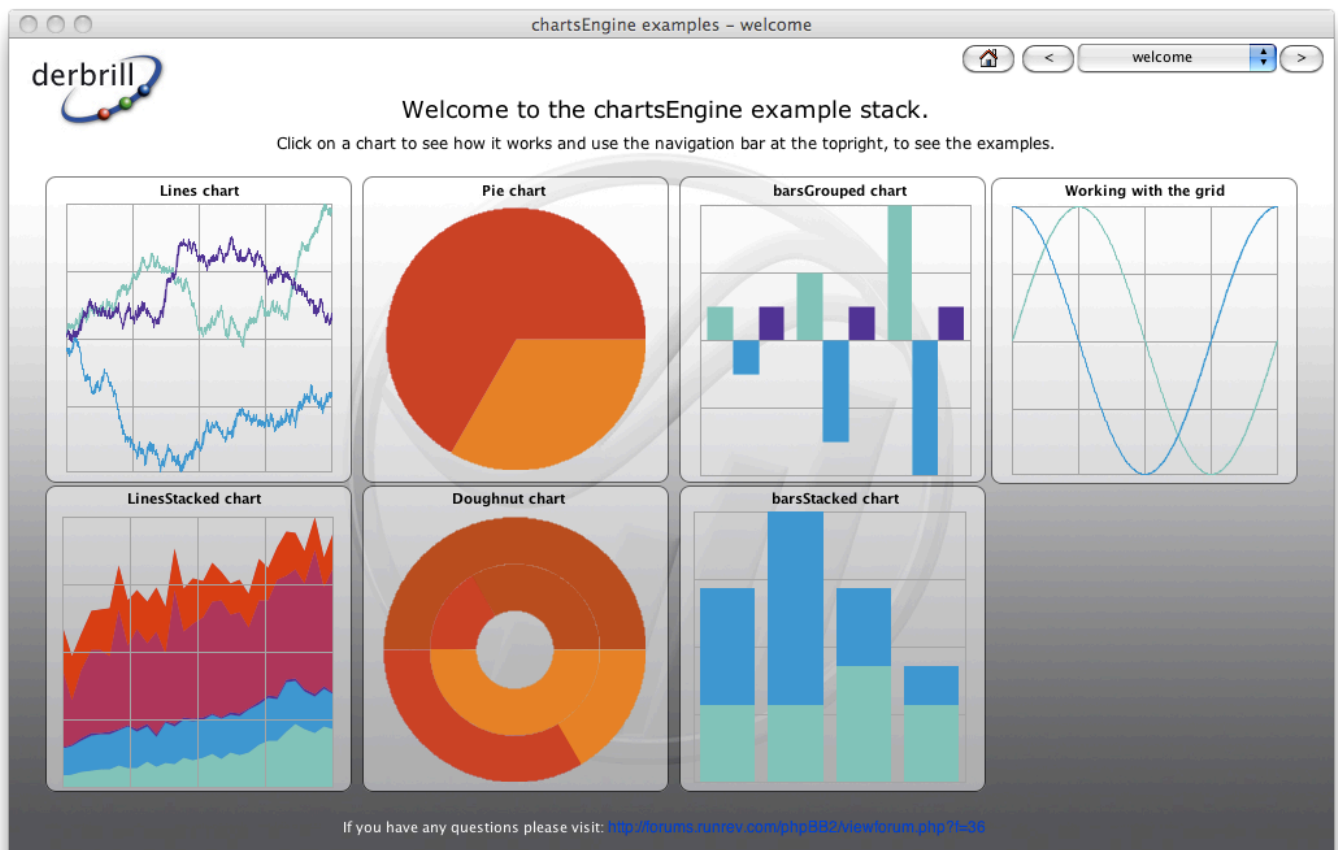 chartsEngine examples – welcome
derbrill
<
welcome
>
Welcome to the chartsEngine example stack.
Click on a chart to see how it works and use the navigation bar at the topright, to see the examples.
Lines chart
Pie chart
barsGrouped chart
Working with the grid
LinesStacked chart
Doughnut chart
barsStacked chart
If you have any questions please visit: http://forums.runrev.com/phpBB2/viewforum.php?f=36